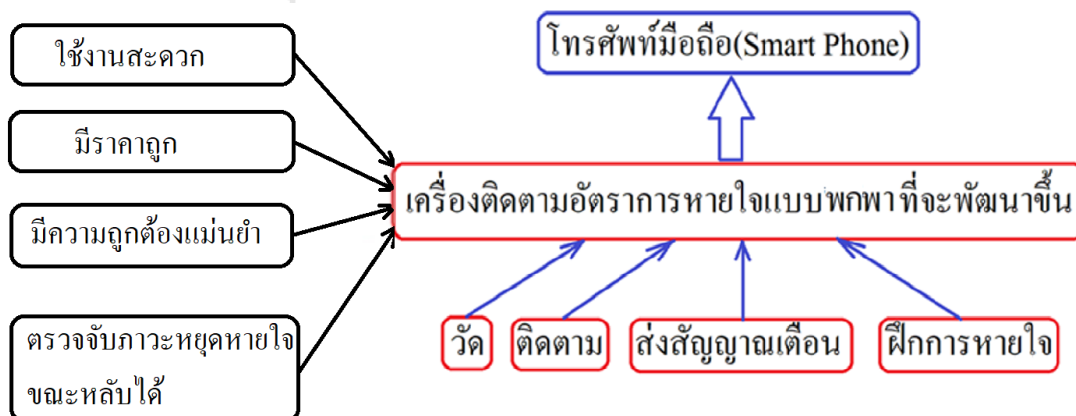 ใช้งานสะดวก
มีราคาถูก
มีความถูกต้องแม่นยำ
ตรวจจับภาวะหยุดหายใจ
ขณะหลับได้
โทรศัพท์มือถือ(Smart Phone)
เครื่องติดตามอัตราการหายใจแบบพกพาที่จะพัฒนาขึ้น
วัด
ติดตาม
ส่งสัญญาณเตือน
ฝึกการหายใจ